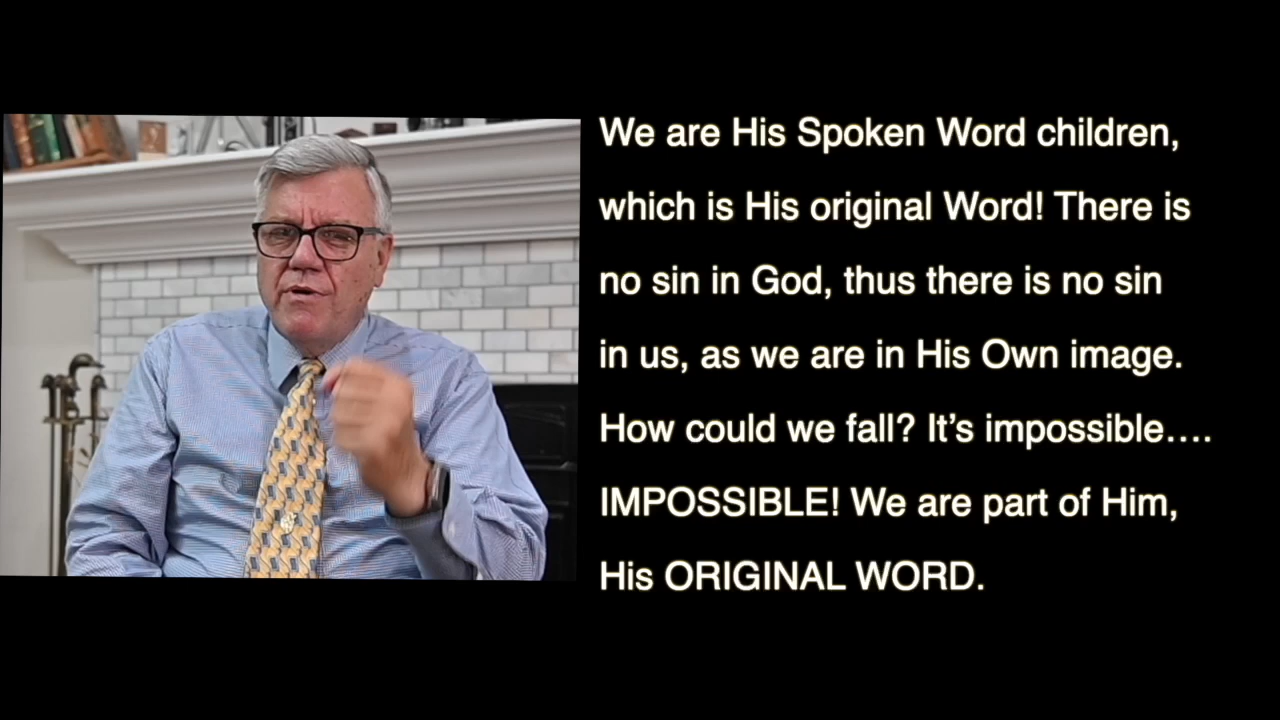 We are His Spoken Word children,
which is His original Word! There is
no sin in God, thus there is no sin
in us, as we are in His Own image.
How could we fall? It’s impossible….
IMPOSSIBLE! We are part of Him,
His ORIGINAL WORD.